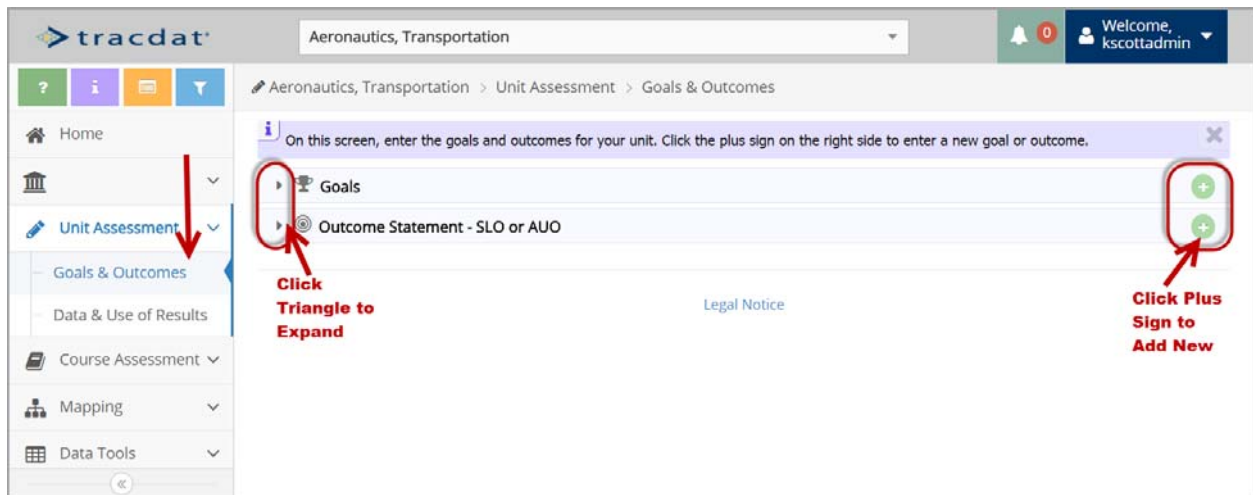 tracdat
Aeronautics, Transportation
0
Welcome,
kscottadmin
?
i
Aeronautics, Transportation > Unit Assessment > Goals & Outcomes
Home
i
On this screen, enter the goals and outcomes for your unit. Click the plus sign on the right side to enter a new goal or outcome.
Goals
Unit Assessment
Outcome Statement - SLO or AUO
Goals & Outcomes
Data & Use of Results
Click
Triangle to
Expand
Legal Notice
Click Plus
Sign to
Add New
Course Assessment
Mapping
Data Tools